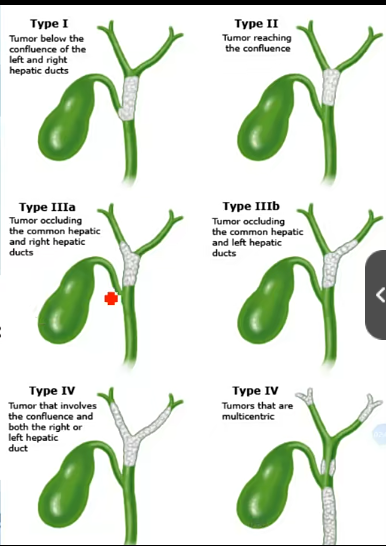 Type I
Tumor below the
confluence of the
left and right
hepatic ducts
Type II
Tumor reaching
the confluence
Type IIIa
Tumor occluding
the common hepatic
and right hepatic
ducts
Type IIIb
Tumor occluding
the common hepatic
and left hepatic
ducts
Type IV
Tumor that involves
the confluence and
both the right or
left hepatic
duct
Type IV
Tumors that are
multicentric